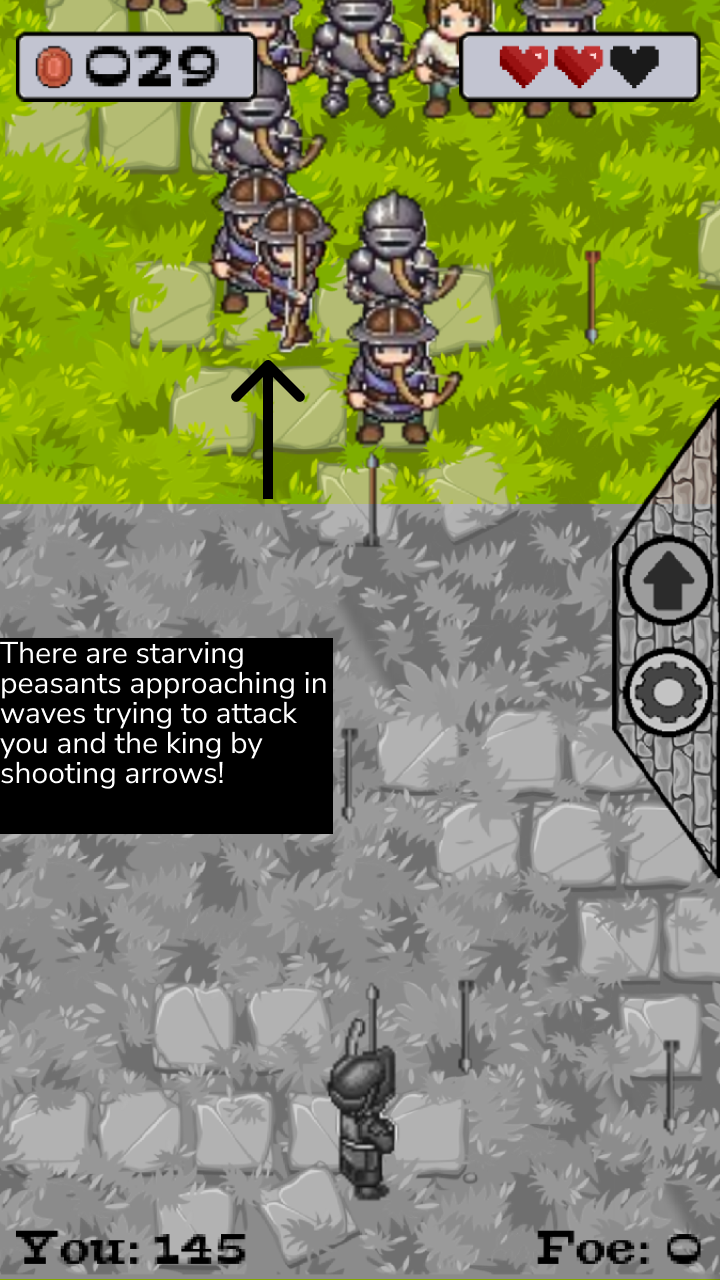 029
There are starving
peasants approaching in
waves trying to attack
you and the king by
shooting arrows!
You: 145
Foe: 0